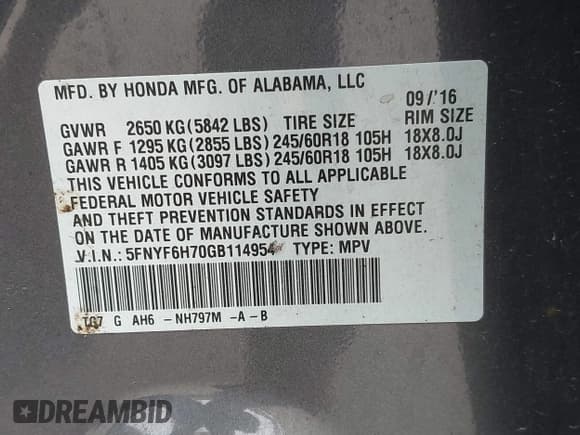 MFD. BY HONDA MFG. OF ALABAMA, LLC
09/'16
GVWR 2650 KG(5842 LBS) TIRE SIZE RIM SIZE
GAWR F 1295 KG(2855 LBS)245/60R18 105H 18X8.0J
GAWR R 1405 KG(3097 LBS)245/60R18 105H 18X8.0J
THIS VEHICLE CONFORMS TO ALL APPLICABLE
FEDERAL MOTOR VEHICLE SAFETY
AND THEFT PREVENTION STANDARDS IN EFFECT
ON THE DATE OF MANUFACTURE SHOWN ABOVE.
V.I.N.: 5FNYF6H70GB114954 TYPE: MPV
TG7 G AH6 -NH797M -A-B
DREAMBID